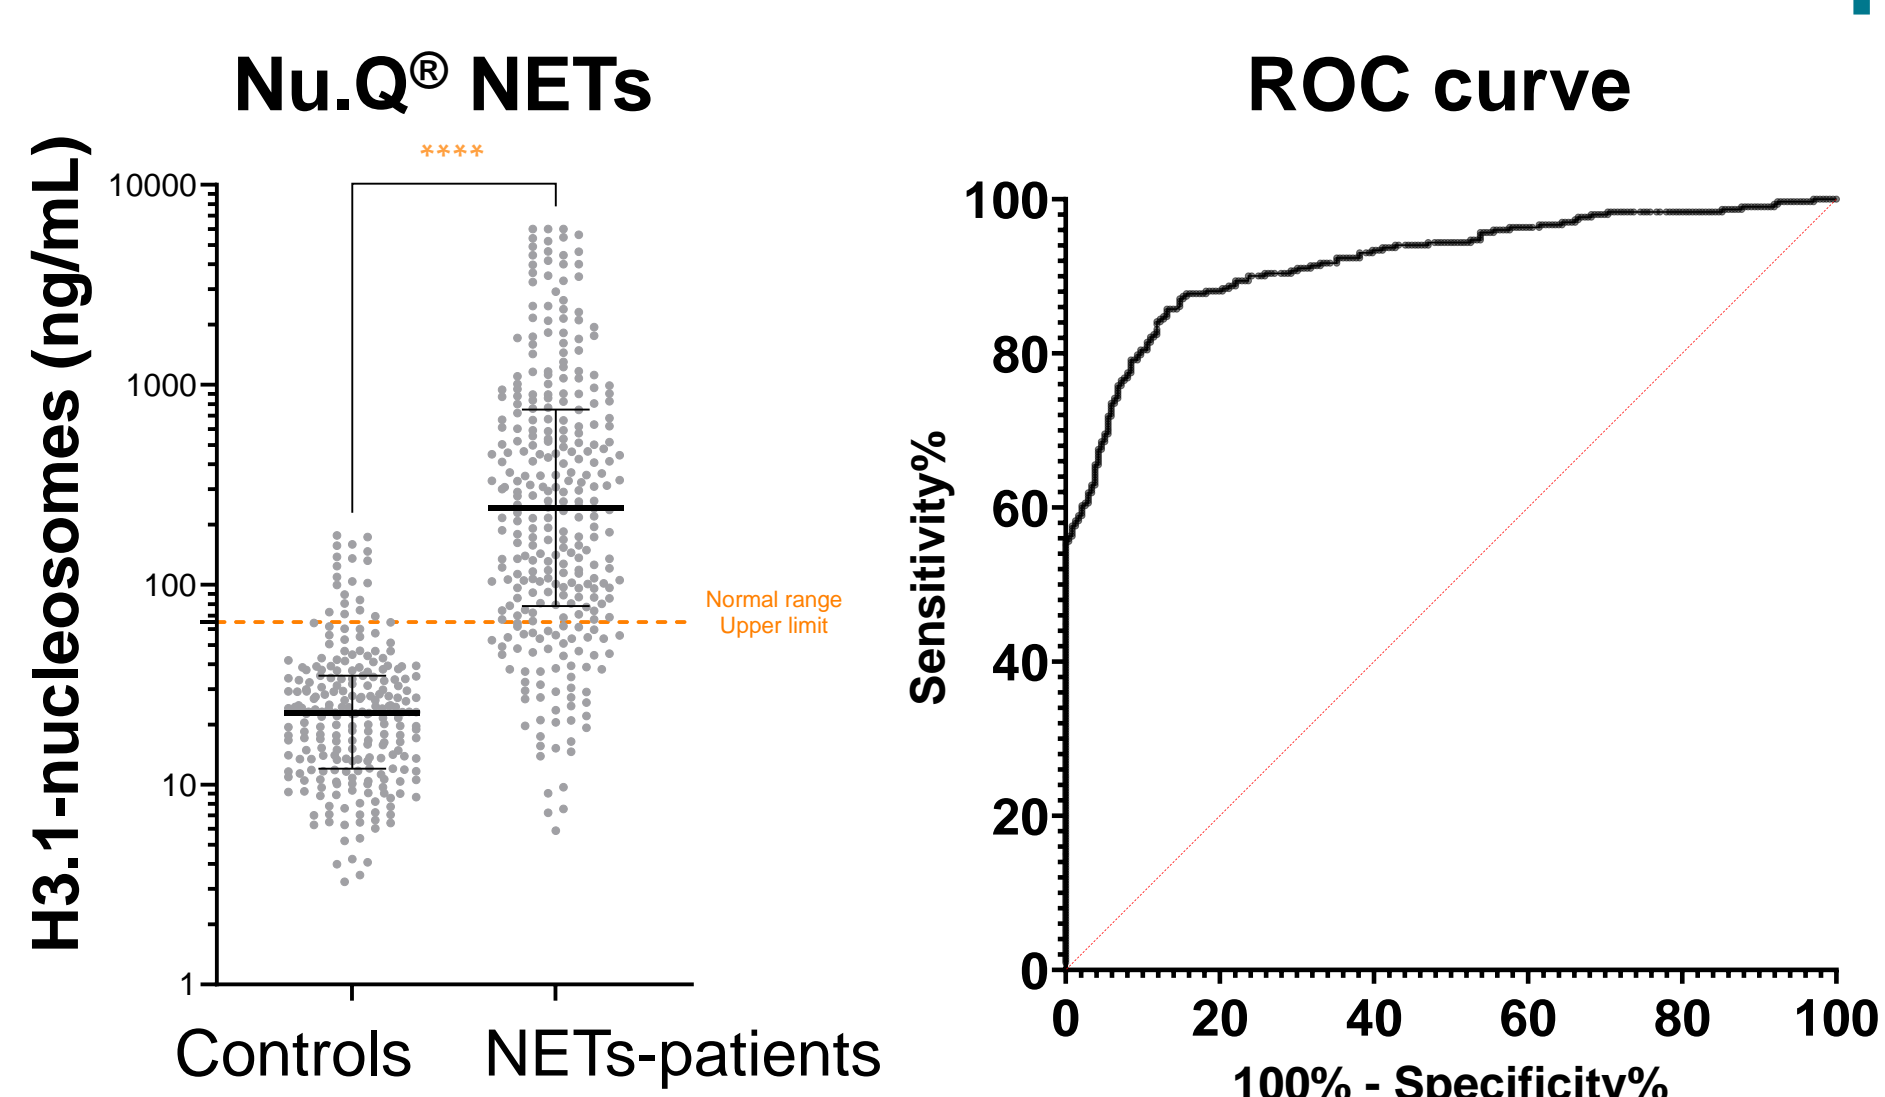 Nu.Q® NETs
****
H3.1-nucleosomes (ng/mL)
10000
1000
100
10
1
Normal range
Upper limit
Controls
NETs-patients
ROC curve
Sensitivity%
100
80
60
40
20
0
0
20
40
60
80
100
100% - Specificity%